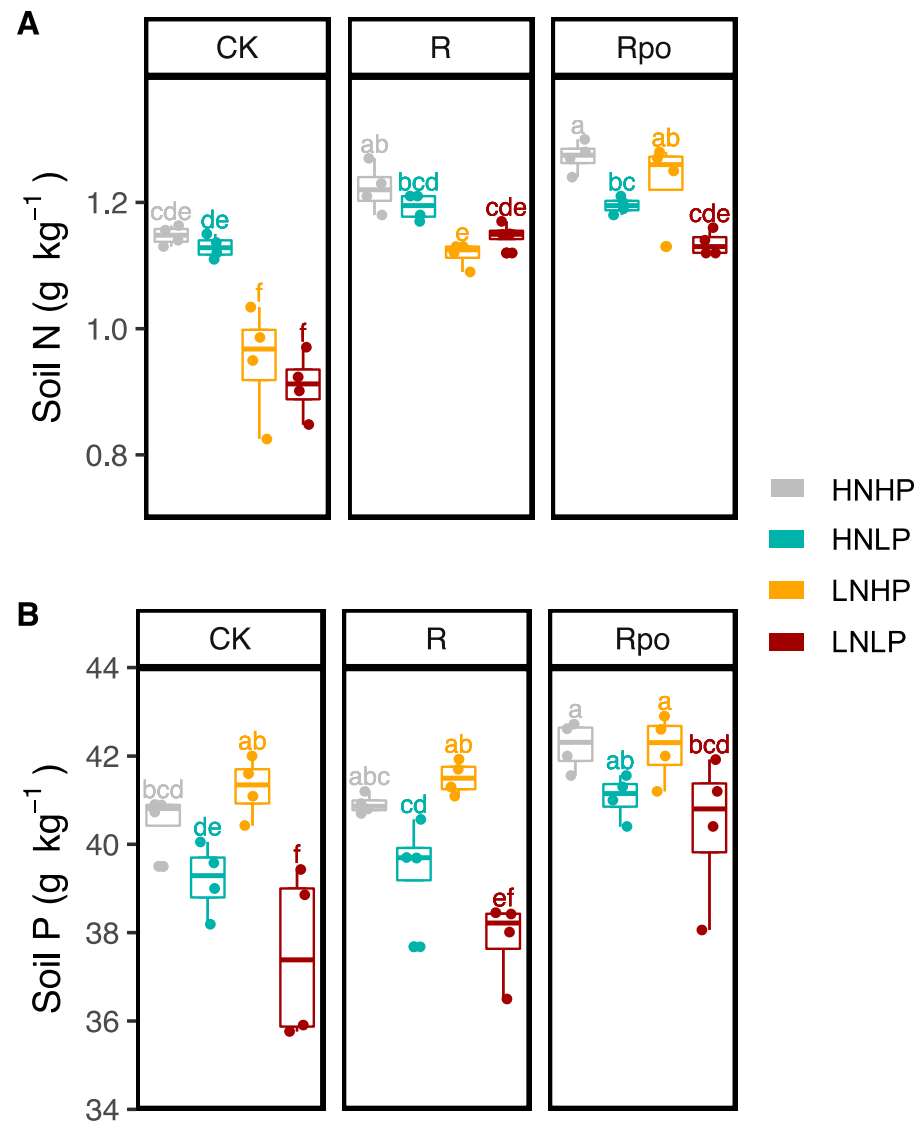 A
CK R Rpo
Soil N (g kg⁻¹ )
1.2
1.0
0.8
cde de f f
ab bcd e cde
a bc ab cde
HNHP
HNLP
LNHP
LNLP
B
CK R Rpo
Soil P (g kg⁻¹ )
44
42
40
38
36
34
bcd de ab f
abc cd ab ef
a ab a bcd